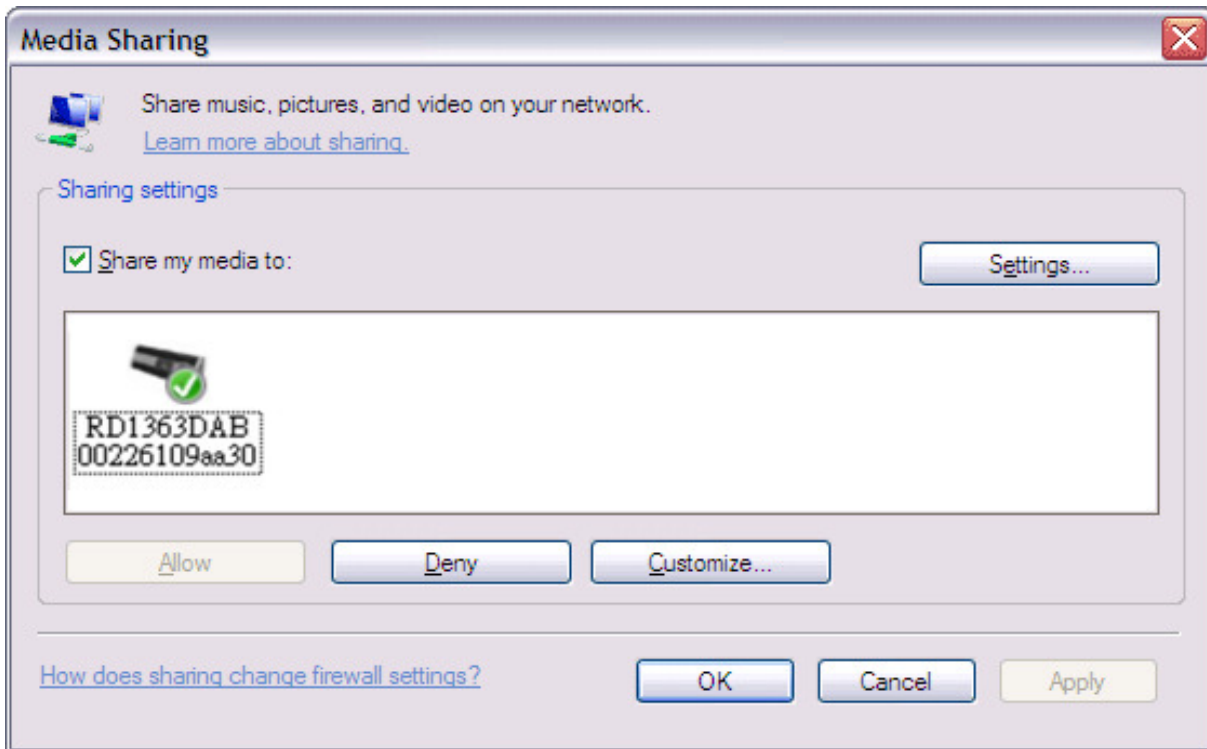 Media Sharing
Share music, pictures, and video on your network.
Learn more about sharing.
Sharing settings
Share my media to:
Settings...
RD1363DAB
00226109aa30
Allow
Deny
Customize...
How does sharing change firewall settings?
OK
Cancel
Apply